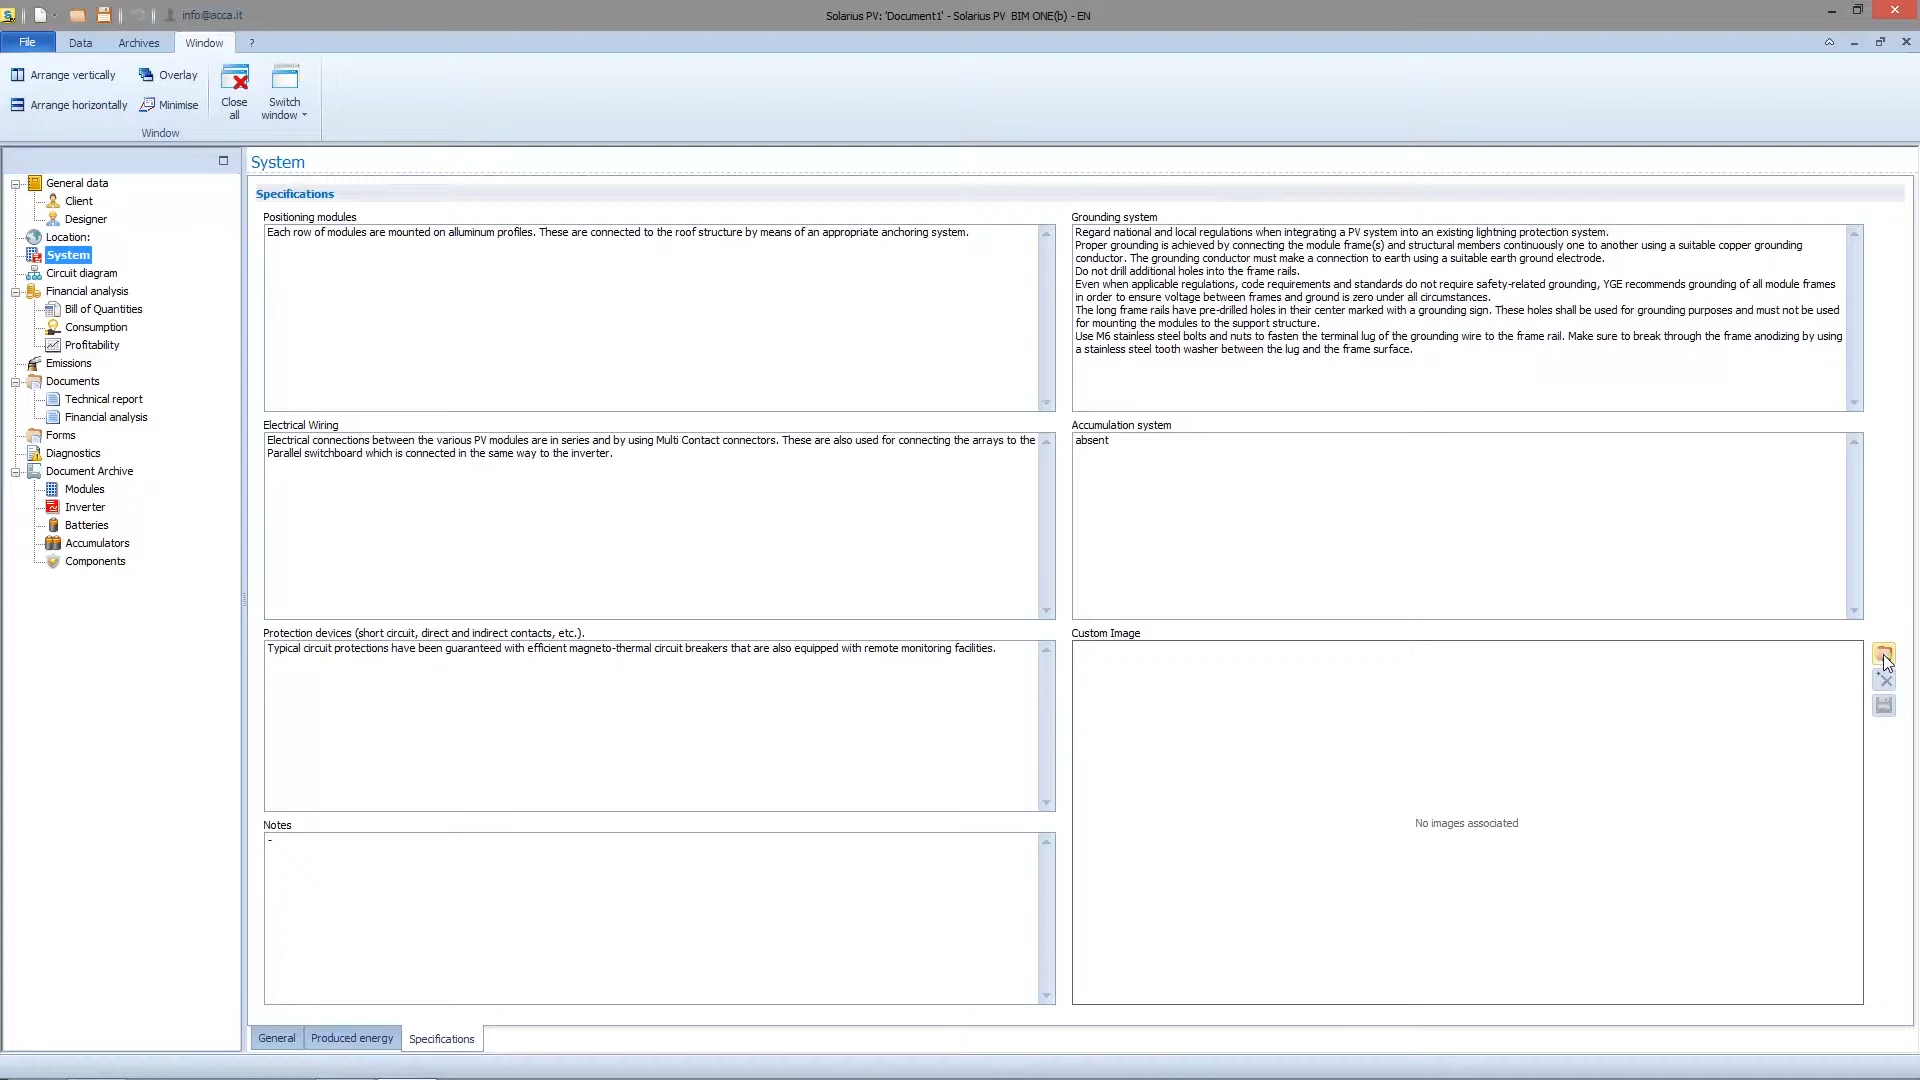 info@acca.it
Solarius PV: 'Document1' - Solarius PV BIM ONE(b) - EN
File
Data
Archives
Window
?
Arrange vertically
Overlay
Arrange horizontally
Minimise
Close
all
Switch
window
Window
General data
Client
Designer
Location:
System
Circuit diagram
Financial analysis
Bill of Quantities
Consumption
Profitability
Emissions
Documents
Technical report
Financial analysis
Forms
Diagnostics
Document Archive
Modules
Inverter
Batteries
Accumulators
Components
System
Specifications
Positioning modules
Each row of modules are mounted on alluminum profiles. These are connected to the roof structure by means of an appropriate anchoring system.
Electrical Wiring
Electrical connections between the various PV modules are in series and by using Multi Contact connectors. These are also used for connecting the arrays to the
Parallel switchboard which is connected in the same way to the inverter.
Protection devices (short circuit, direct and indirect contacts, etc.).
Typical circuit protections have been guaranteed with efficient magneto-thermal circuit breakers that are also equipped with remote monitoring facilities.
Notes
-
Grounding system
Regard national and local regulations when integrating a PV system into an existing lightning protection system.
Proper grounding is achieved by connecting the module frame(s) and structural members continuously one to another using a suitable copper grounding
conductor. The grounding conductor must make a connection to earth using a suitable earth ground electrode.
Do not drill additional holes into the frame rails.
Even when applicable regulations, code requirements and standards do not require safety-related grounding, YGE recommends grounding of all module frames
in order to ensure voltage between frames and ground is zero under all circumstances.
The long frame rails have pre-drilled holes in their center marked with a grounding sign. These holes shall be used for grounding purposes and must not be used
for mounting the modules to the support structure.
Use M6 stainless steel bolts and nuts to fasten the terminal lug of the grounding wire to the frame rail. Make sure to break through the frame anodizing by using
a stainless steel tooth washer between the lug and the frame surface.
Accumulation system
absent
Custom Image
No images associated
General
Produced energy
Specifications